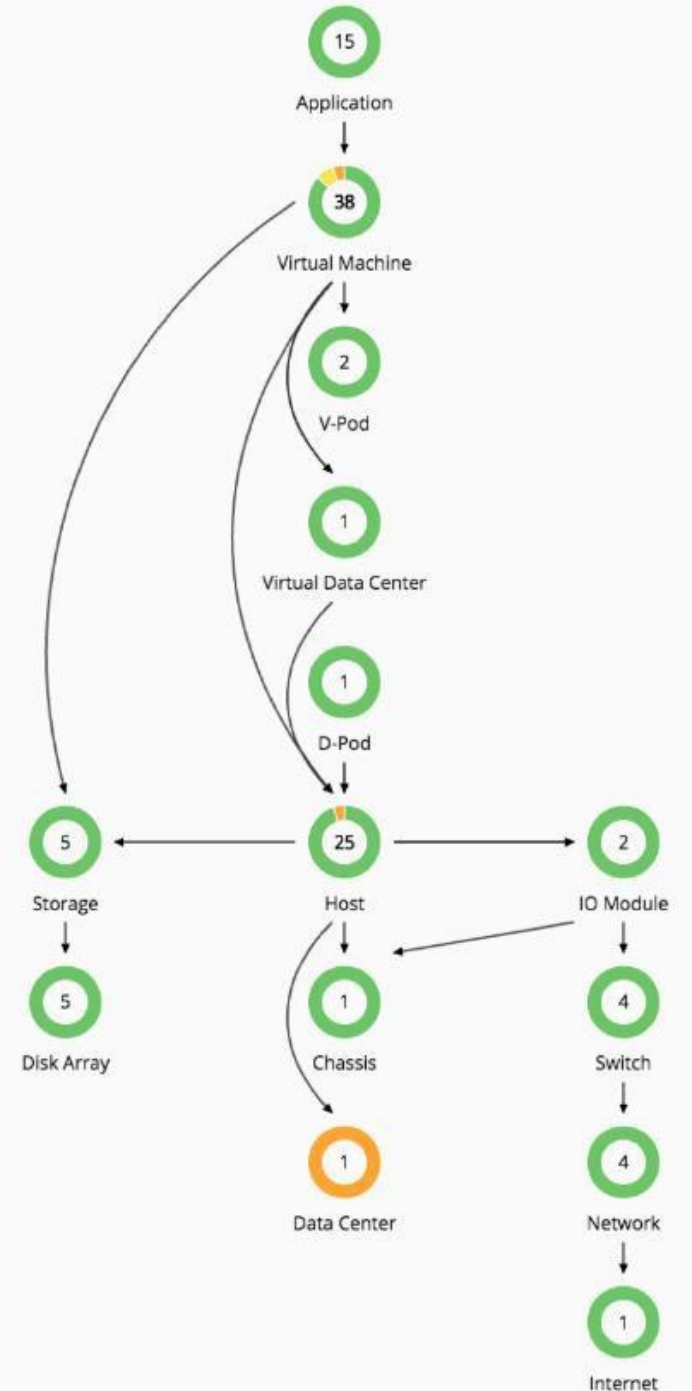 15
Application
38
Virtual Machine
2
V-Pod
1
Virtual Data Center
1
D-Pod
5
25
2
Storage
Host
IO Module
5
1
4
Disk Array
Chassis
Switch
1
4
Data Center
Network
1
Internet